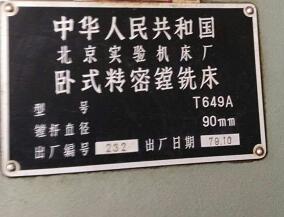 中华人民共和国
北京实验机床厂
卧式精密镗铣床
型号 T649A
镗杆直径 90mm
出厂编号 232 出厂日期 79.10